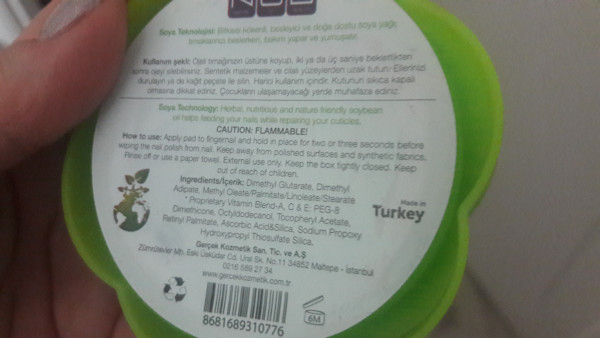 Soya Teknolojisi: Bitkisel kökenli, besleyici ve doğa dostu soya yağı
tırnaklarınızı beslerken, bakım yapar ve yumuşatır.
Kullanım şekli: Ojeli tırnağınızın üstüne koyup, iki ya da üç saniye beklettikten
sonra ojeyi silebilirsiniz. Sentetik malzemeler ve cilalı yüzeylerden uzak tutun. Ellerinizi
durulayın ya da kağıt peçete ile silin. Harici kullanım içindir. Kutunun sıkıca kapalı
olmasına dikkat ediniz. Çocukların ulaşamayacağı yerde muhafaza ediniz.
Soya Technology: Herbal, nutritious and nature friendly soybean
oil helps feeding your nails while repairing your cuticles.
CAUTION: FLAMMABLE!
How to use: Apply pad to fingernail and hold in place for two or three seconds before
wiping the nail polish from nail. Keep away from polished surfaces and synthetic fabrics.
Rinse off or use a paper towel. External use only. Keep the box tightly closed. Keep
out of reach of children.
Ingredients/İçerik: Dimethyl Glutarate, Dimethyl
Adipate, Methyl Oleate/Palmitate/Linoleate/Stearate
* Proprietary Vitamin Blend-A, C & E: PEG-8
Dimethicone, Octyldodecanol, Tocopheryl Acetate,
Retinyl Palmitate, Ascorbic Acid&Silica, Sodium Propoxy
Hydroxypropyl Thiosulfate Silica.
Made in
Turkey
Gerçek Kozmetik San. Tic. ve A.Ş
Zümrütevler Mh. Eski Üsküdar Cd. Ural Sk. No.11 34852 Maltepe - İstanbul
0216 589 27 34
www.gercekkozmetik.com
8681689310776
6M